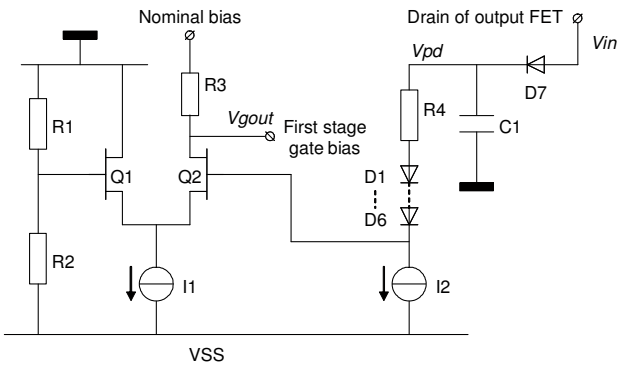 Nominal bias
Drain of output FET
Vin
Vpd
R3
D7
R1
Vgout
R4
C1
First stage
gate bias
Q1
Q2
D1
D6
R2
I1
I2
VSS